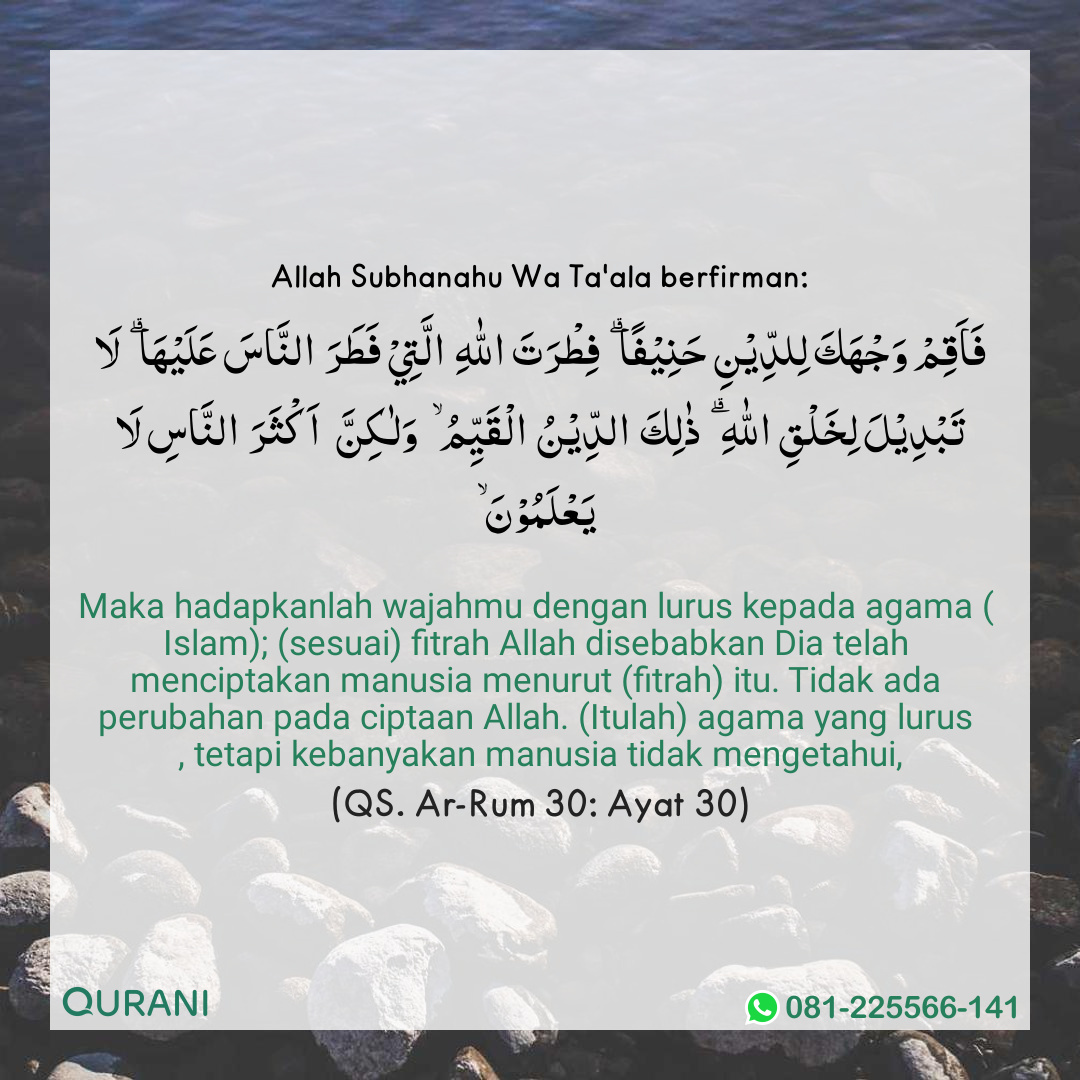 Allah Subhanahu Wa Ta'ala berfirman:
فَاَقِمْ وَجْهَكَ لِلدِّيْنِ حَنِيْفًاۗ فِطْرَتَ اللّٰهِ الَّتِيْ فَطَرَ النَّاسَ عَلَيْهَاۗ لَا
تَبْدِيْلَ لِخَلْقِ اللّٰهِ ۗ ذٰلِكَ الدِّيْنُ الْقَيِّمُۙ وَلٰكِنَّ اَكْثَرَ النَّاسِ لَا
يَعْلَمُوْنَۙ
Maka hadapkanlah wajahmu dengan lurus kepada agama (
Islam); (sesuai) fitrah Allah disebabkan Dia telah
menciptakan manusia menurut (fitrah) itu. Tidak ada
perubahan pada ciptaan Allah. (Itulah) agama yang lurus
, tetapi kebanyakan manusia tidak mengetahui,
(QS. Ar-Rum 30: Ayat 30)
QURANI
081-225566-141